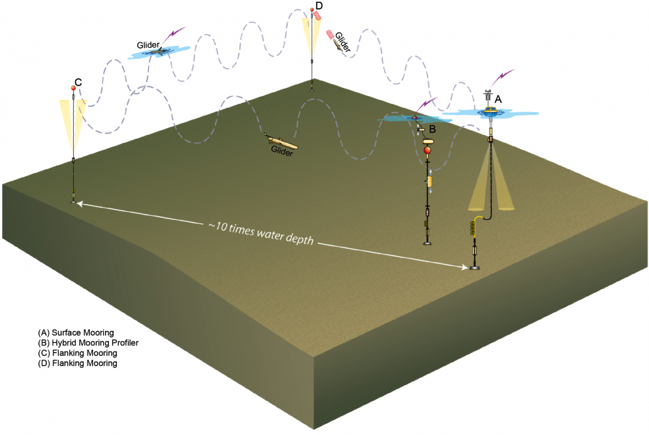 D
Glider
Glider
C
A
B
Glider
~10 times water depth
(A) Surface Mooring
(B) Hybrid Mooring Profiler
(C) Flanking Mooring
(D) Flanking Mooring